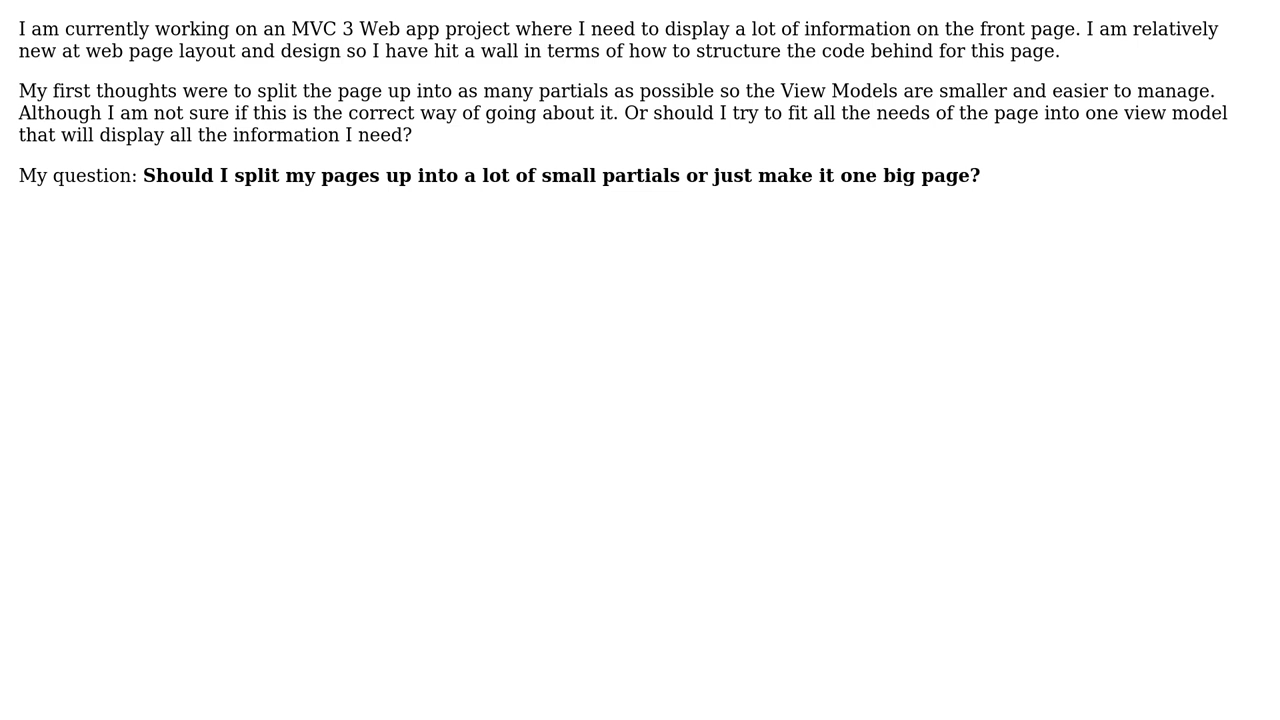 I am currently working on an MVC 3 Web app project where I need to display a lot of information on the front page. I am relatively
new at web page layout and design so I have hit a wall in terms of how to structure the code behind for this page.
My first thoughts were to split the page up into as many partials as possible so the View Models are smaller and easier to manage.
Although I am not sure if this is the correct way of going about it. Or should I try to fit all the needs of the page into one view model
that will display all the information I need?
My question: Should I split my pages up into a lot of small partials or just make it one big page?